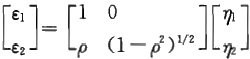 [ε₁] = [1 0] [η₁]
[ε₂] [ρ (1−ρ²)^{1/2}] [η₂]